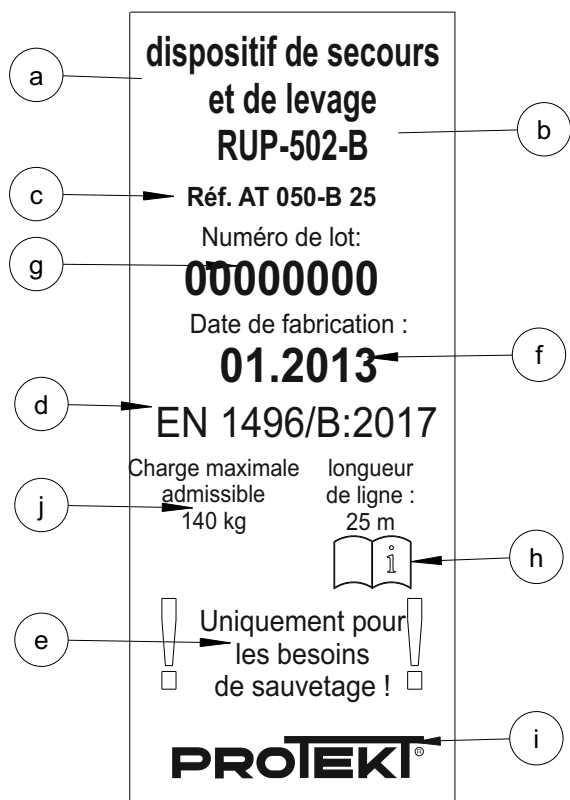 dispositif de secours
a
et de levage
b
RUP-502-B
c
Réf. AT 050-B 25
Numéro de lot:
g
00000000
Date de fabrication :
f
01.2013
d
EN 1496/B:2017
Charge maximale
admissible
140 kg
longueur
de ligne :
25 m
j
i
h
! Uniquement pour !
e
les besoins
de sauvetage !
PROTEKT®
i